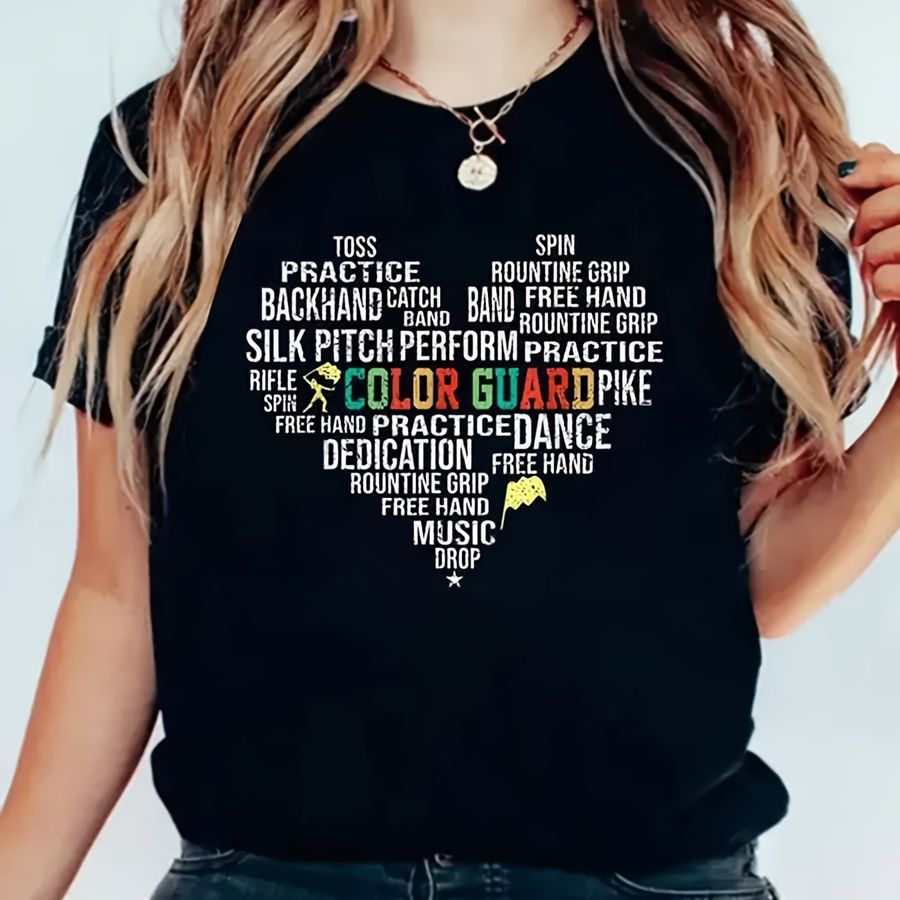 TOSS SPIN
PRACTICE ROUNTINE GRIP
BACKHAND CATCH BAND FREE HAND
BAND ROUNTINE GRIP
SILK PITCH PERFORM PRACTICE
RIFLE COLOR GUARD PIKE
SPIN
FREE HAND PRACTICE DANCE
DEDICATION FREE HAND
ROUNTINE GRIP
FREE HAND
MUSIC
DROP